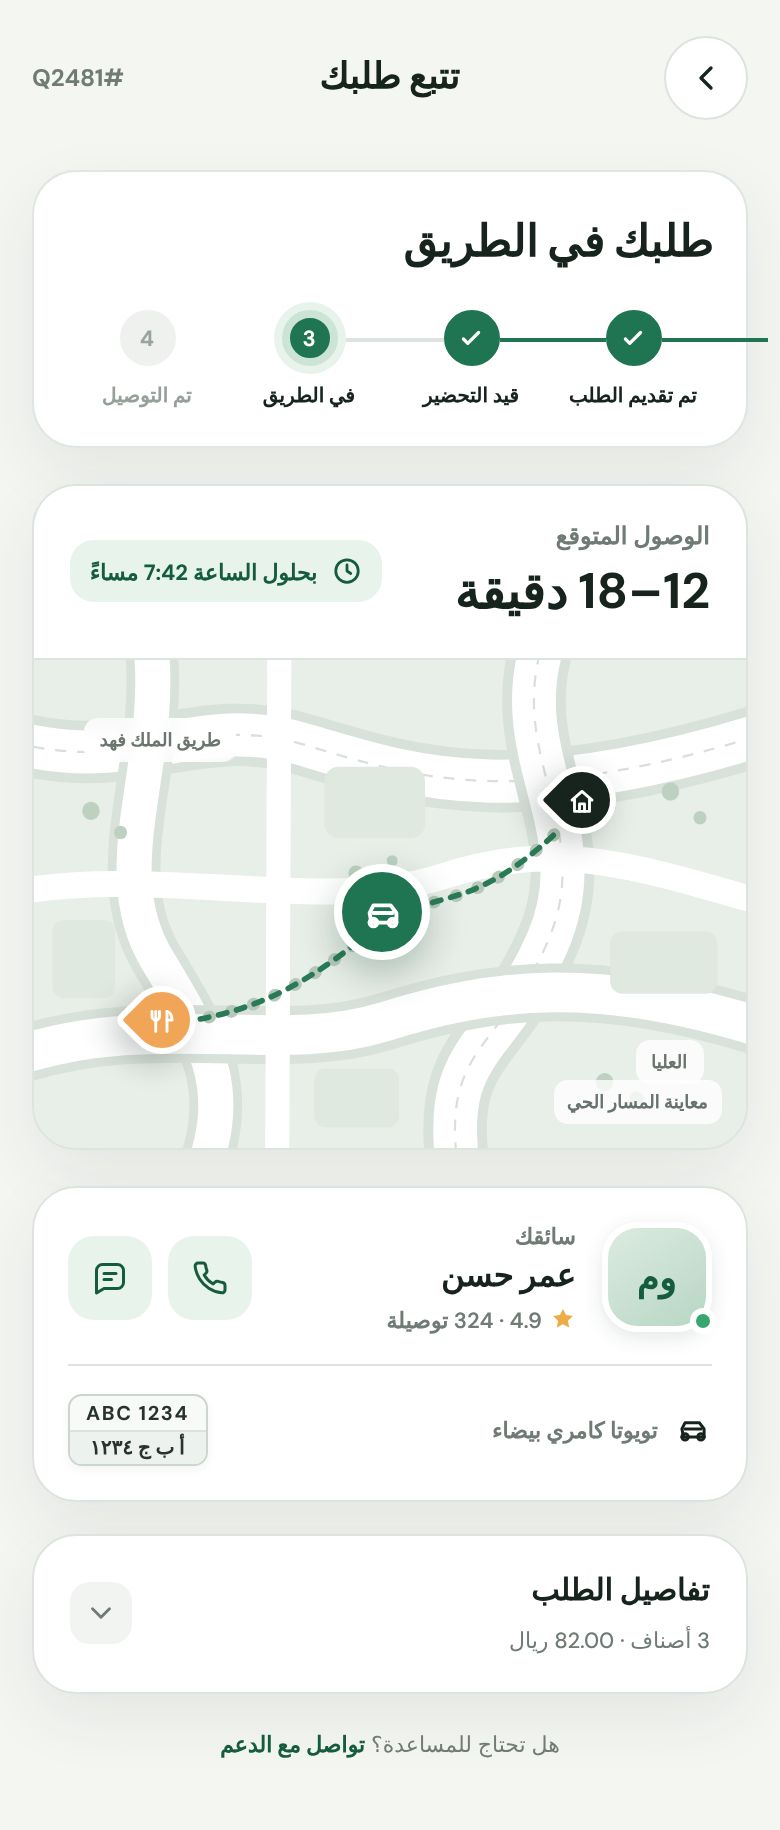 تتبع طلبك
Q2481#
طلبك في الطريق
تم تقديم الطلب
قيد التحضير
3
في الطريق
4
تم التوصيل
الوصول المتوقع
12–18 دقيقة
بحلول الساعة 7:42 مساءً
طريق الملك فهد
العليا
معاينة المسار الحي
وم
سائقك
عمر حسن
4.9 · 324 توصيلة
تويوتا كامري بيضاء
ABC 1234
أ ب ج ١٢٣٤
تفاصيل الطلب
3 أصناف · 82.00 ريال
هل تحتاج للمساعدة؟ تواصل مع الدعم